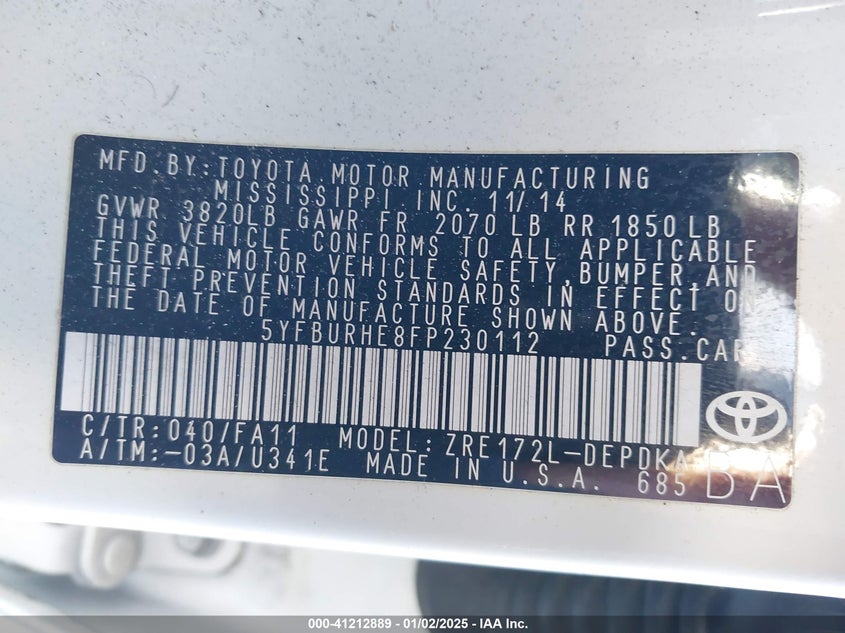 MFD. BY: TOYOTA MOTOR MANUFACTURING
MISSISSIPPI INC. 11/14
GVWR 3820LB GAWR FR 2070 LB RR 1850 LB
THIS VEHICLE CONFORMS TO ALL APPLICABLE
FEDERAL MOTOR VEHICLE SAFETY, BUMPER, AND
THEFT PREVENTION STANDARDS IN EFFECT ON
THE DATE OF MANUFACTURE SHOWN ABOVE.
5YFBURHE8FP230112 PASS. CAR
C/TR: 040/FA11 MODEL: ZRE172L-DEPDKA
A/TM: -03A/U341E MADE IN U.S.A. 685 BA
000-41212889 - 01/02/2025 - IAA Inc.